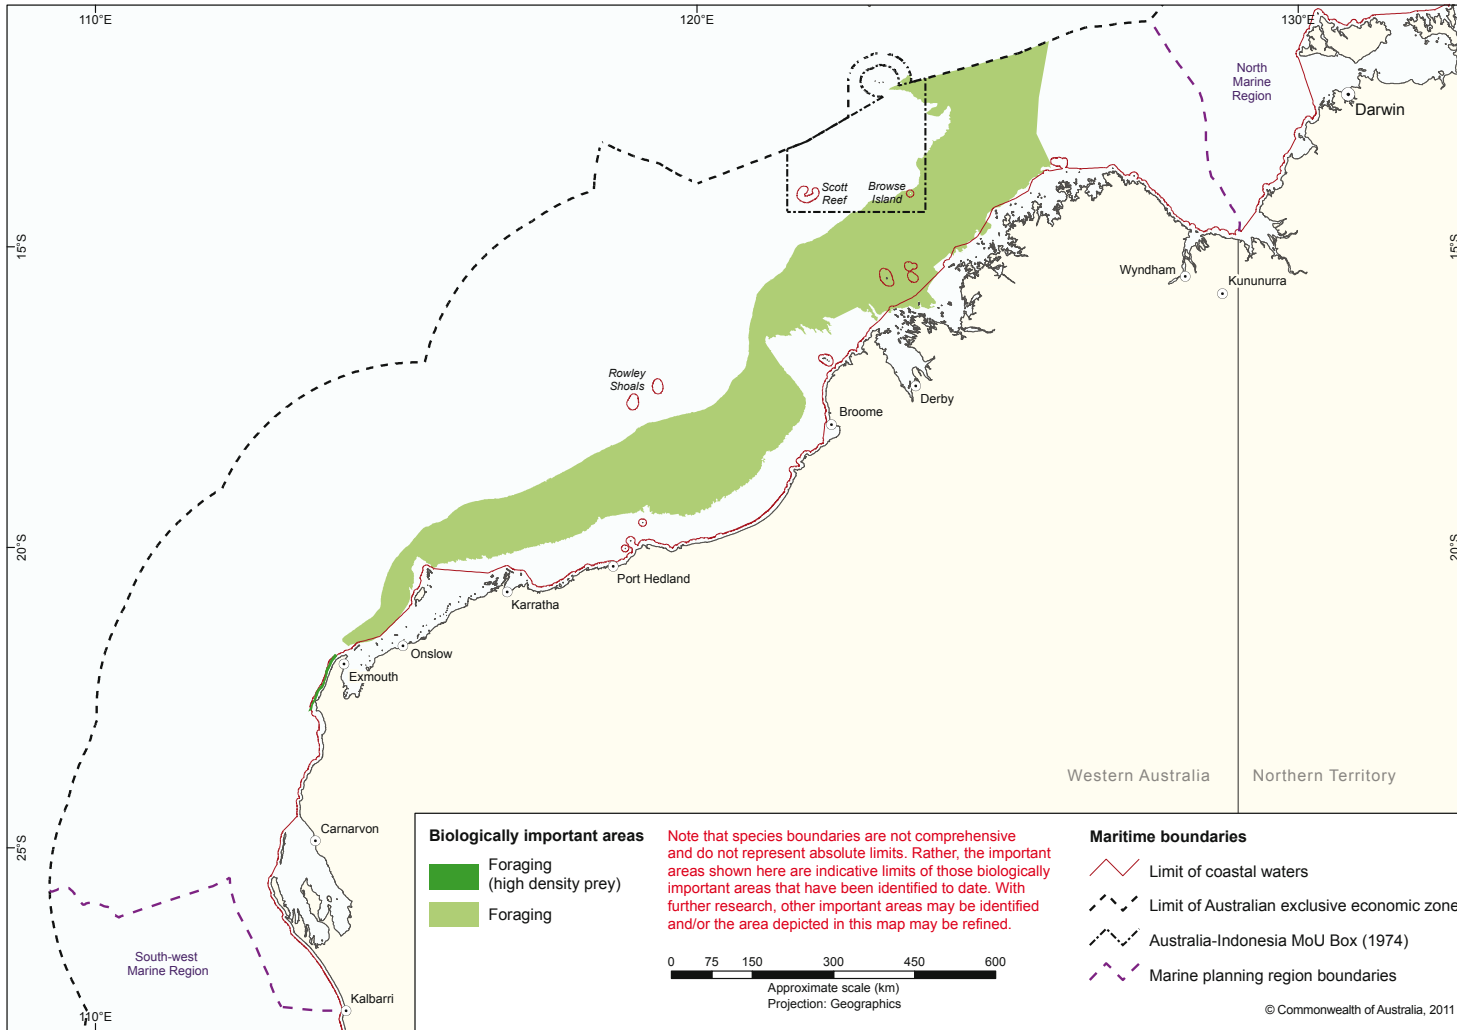 110°E
120°E
130°E
North
Marine
Region
Darwin
Scott
Reef
Browse
Island
15°S
15°S
Wyndham
Kununurra
Rowley
Shoals
Derby
Broome
20°S
20°S
Port Hedland
Karratha
Onslow
Exmouth
Western Australia
Northern Territory
Carnarvon
25°S
South-west
Marine Region
Kalbarri
110°E
Biologically important areas
Foraging
(high density prey)
Foraging
Note that species boundaries are not comprehensive
and do not represent absolute limits. Rather, the important
areas shown here are indicative limits of those biologically
important areas that have been identified to date. With
further research, other important areas may be identified
and/or the area depicted in this map may be refined.
0 75 150 300 450 600
Approximate scale (km)
Projection: Geographics
Maritime boundaries
Limit of coastal waters
Limit of Australian exclusive economic zone
Australia-Indonesia MoU Box (1974)
Marine planning region boundaries
© Commonwealth of Australia, 2011